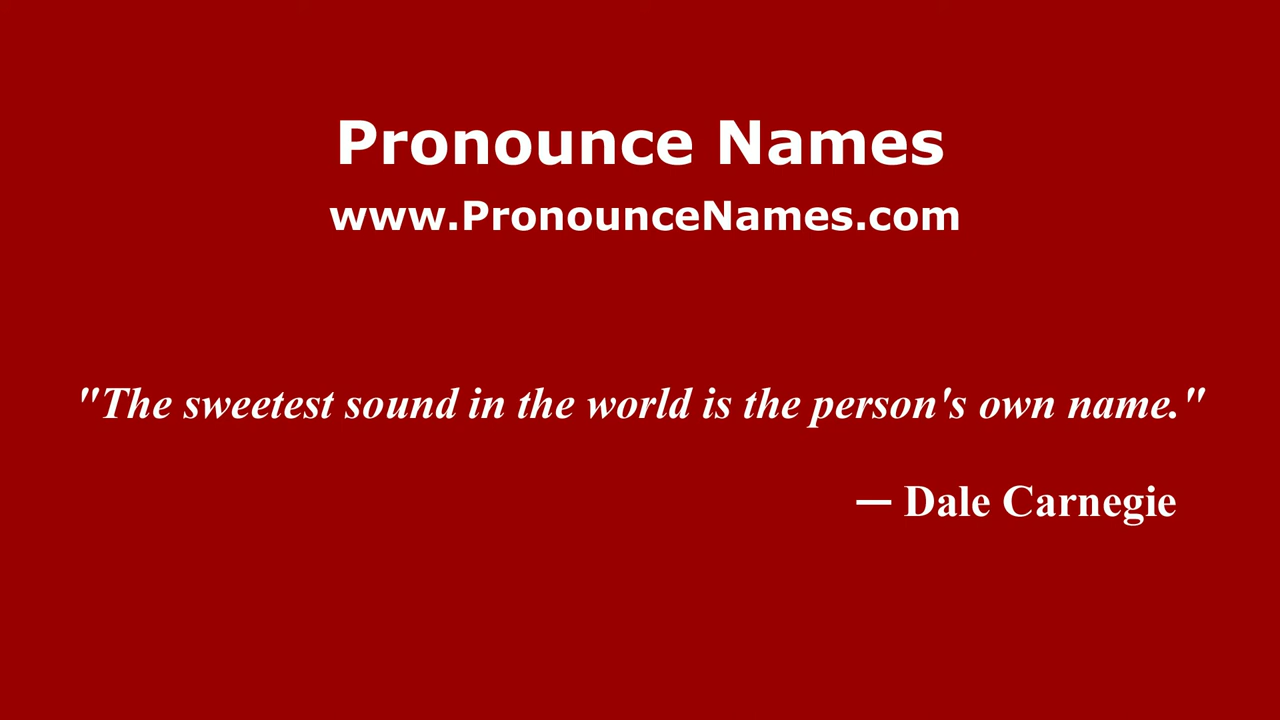 Pronounce Names
www.PronounceNames.com
"The sweetest sound in the world is the person's own name."
— Dale Carnegie